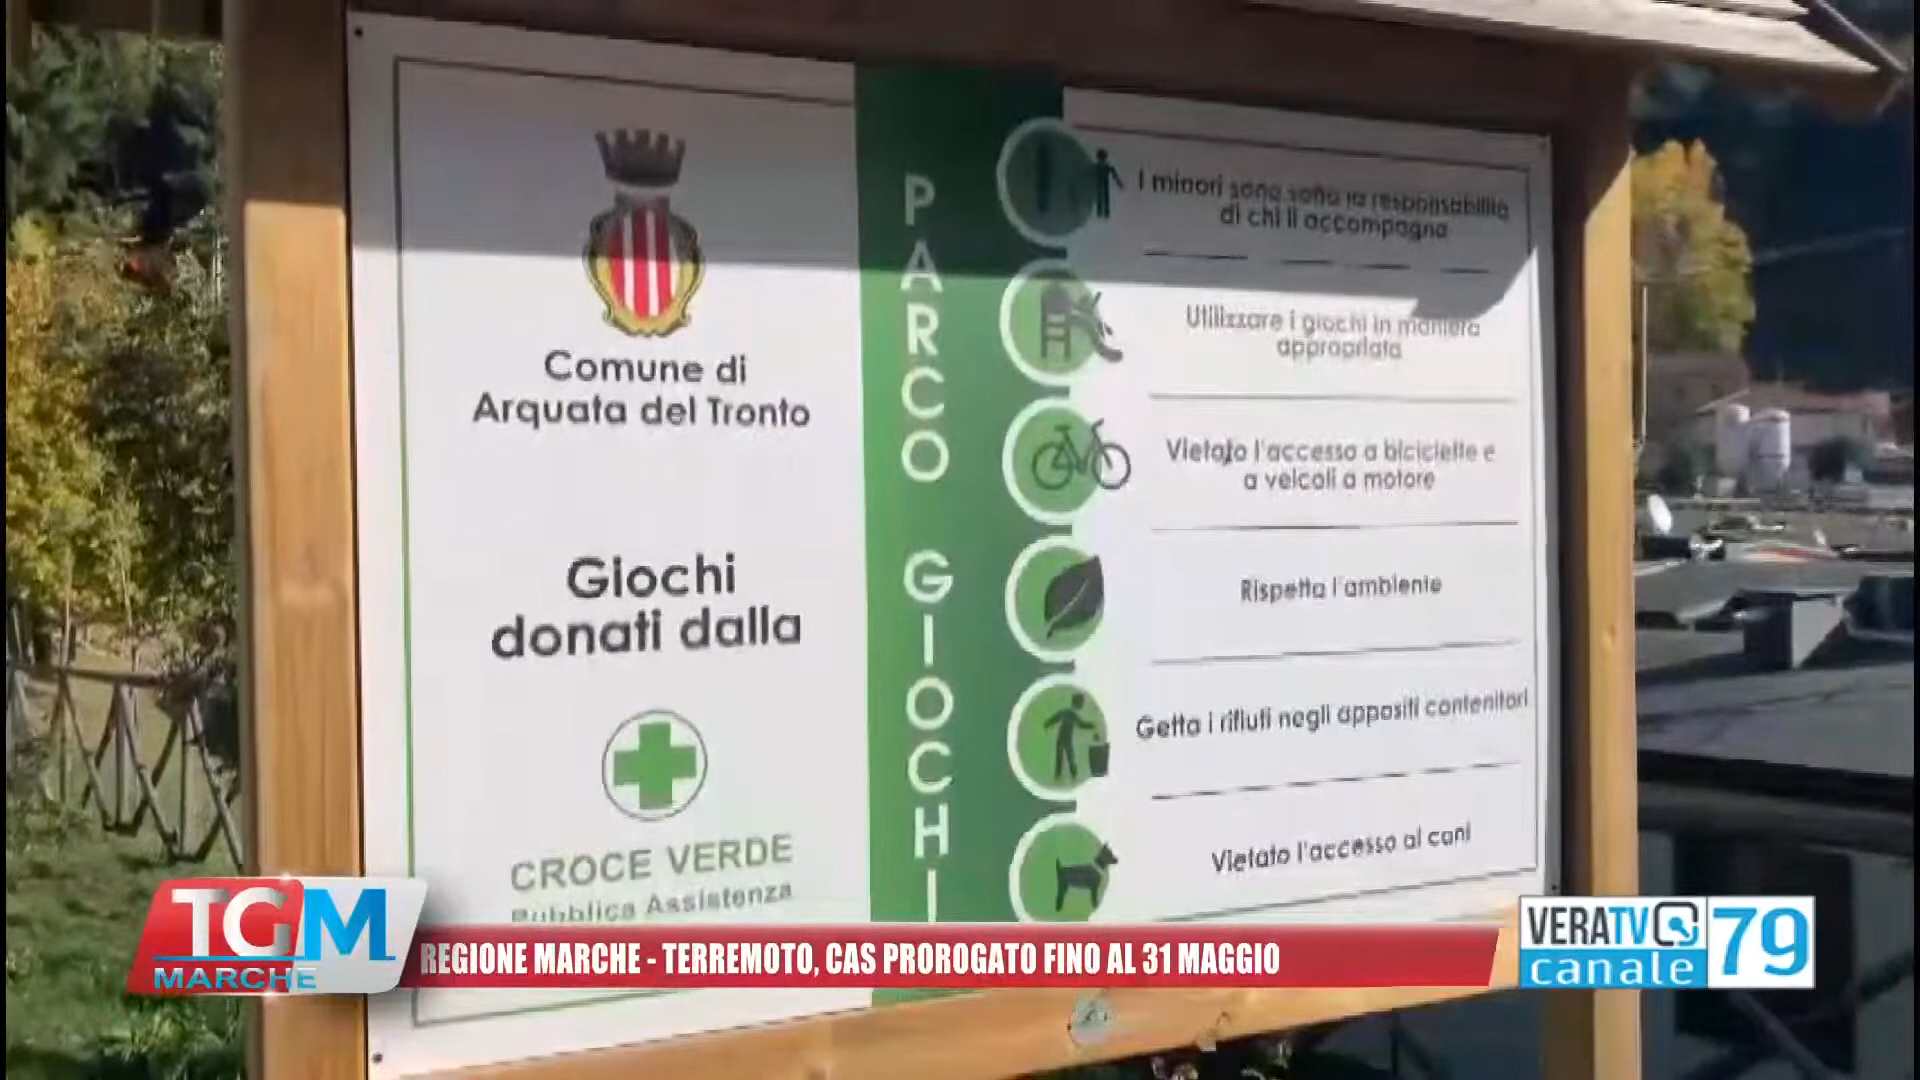 Comune di
Arquata del Tronto
Giochi
donati dalla
CROCE VERDE
Pubblica Assistenza
PARCO GIOCHI
I minori sono sotto la responsabilità
di chi li accompagna
Utilizzare i giochi in maniera
appropriata
Vietato l'accesso a biciclette e
a veicoli a motore
Rispetta l'ambiente
Getta i rifiuti negli appositi contenitori
Vietato l'accesso ai cani
TGM
MARCHE
REGIONE MARCHE - TERREMOTO, CAS PROROGATO FINO AL 31 MAGGIO
VERATV
canale
79